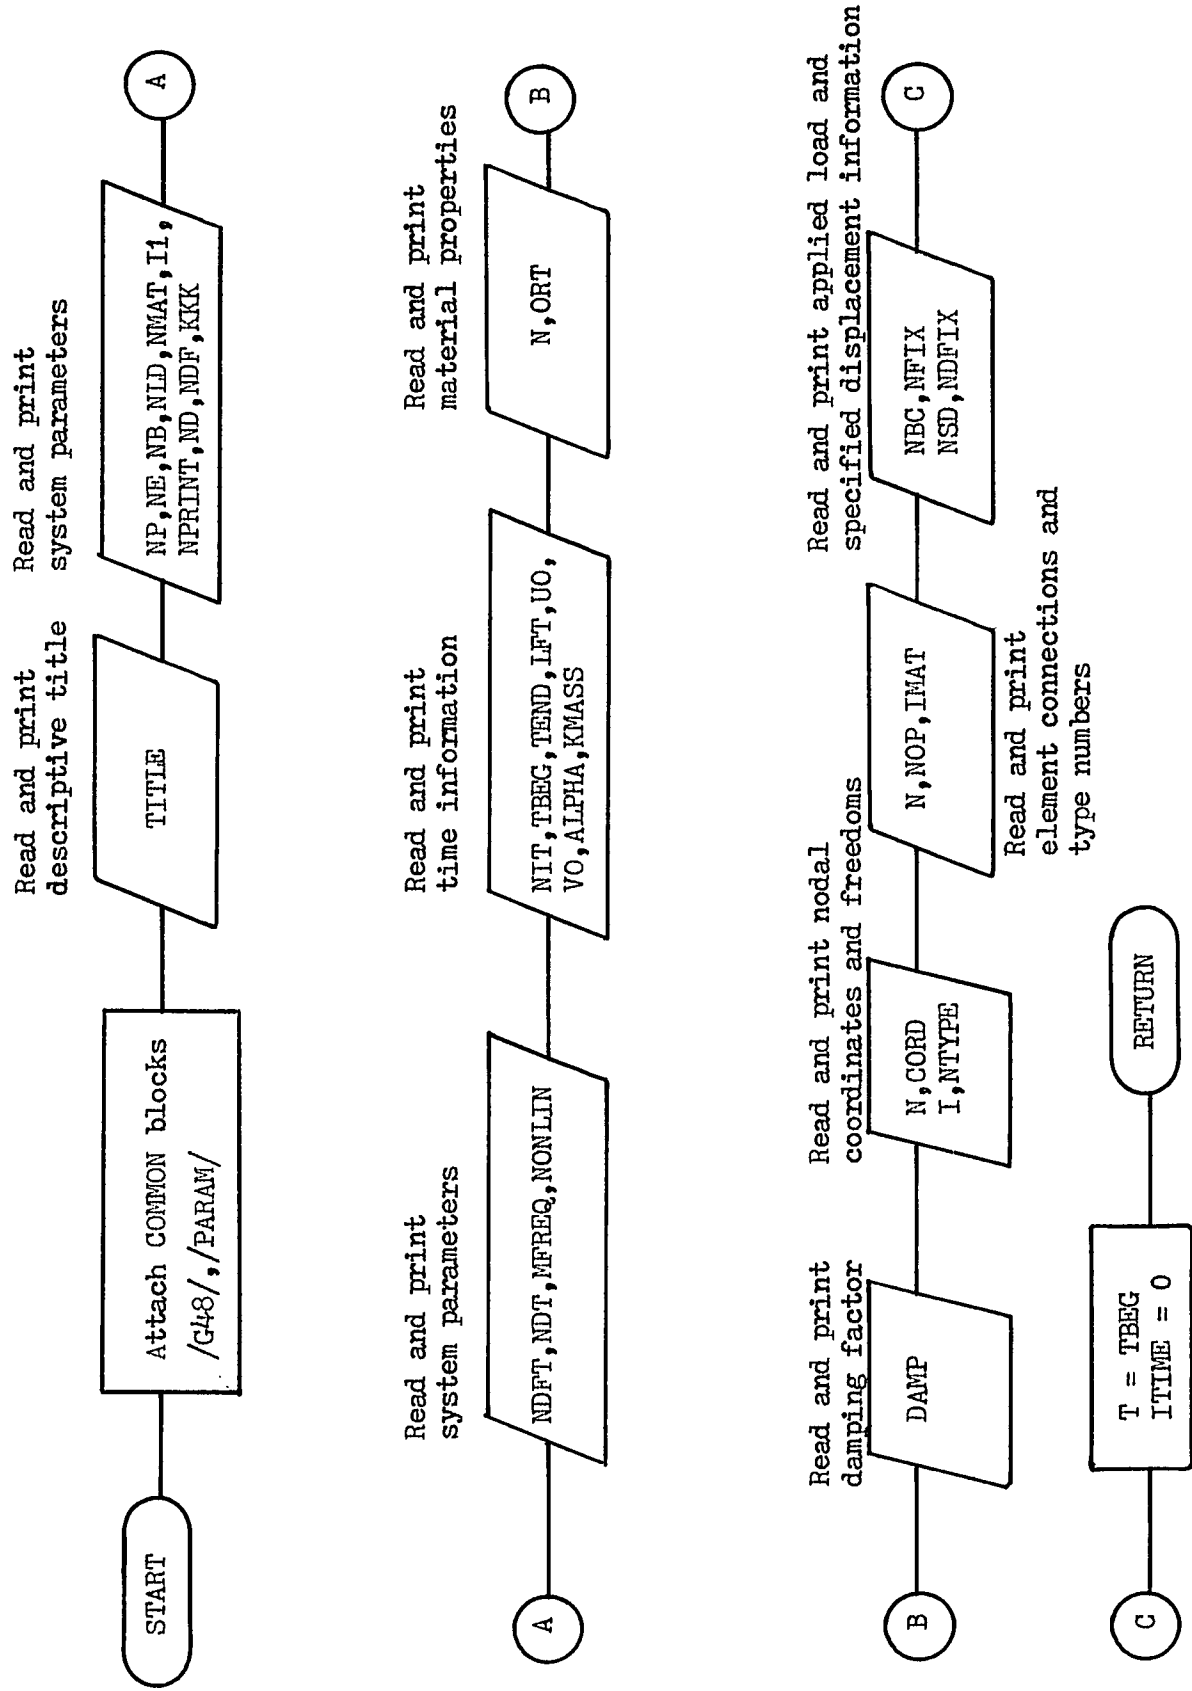 START
Attach COMMON blocks
/G48/,/PARAM/
Read and print
descriptive title
TITLE
Read and print
system parameters
NP,NE,NB,NLD,NMAT,I1,
NPRINT,ND,NDF,KKK
A
A
Read and print
system parameters
NDFT,NDT,MFREQ,NONLIN
Read and print
time information
NIT,TBEG,TEND,LFT,UO,
VO,ALPHA,KMASS
Read and print
material properties
N,ORT
B
B
Read and print
damping factor
DAMP
Read and print nodal
coordinates and freedoms
N,CORD
I,NTYPE
N,NOP,IMAT
Read and print
element connections and
type numbers
Read and print applied load and
specified displacement information
NBC,NFIX
NSD,NDFIX
C
C
T = TBEG
ITIME = 0
RETURN